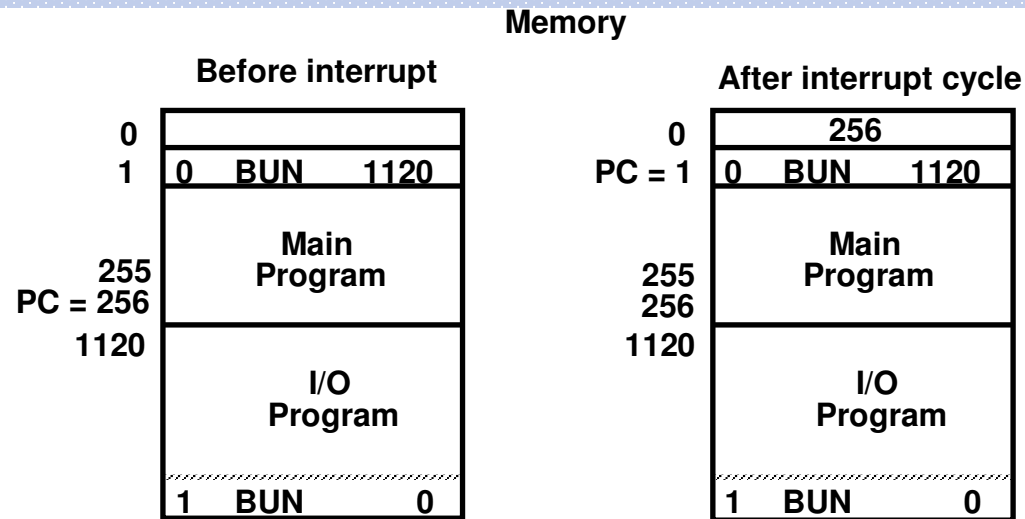 Memory
Before interrupt
0
1 0 BUN 1120
Main
Program
255
PC = 256
1120
I/O
Program
1 BUN 0
After interrupt cycle
0 256
PC = 1 0 BUN 1120
Main
Program
255
256
1120
I/O
Program
1 BUN 0